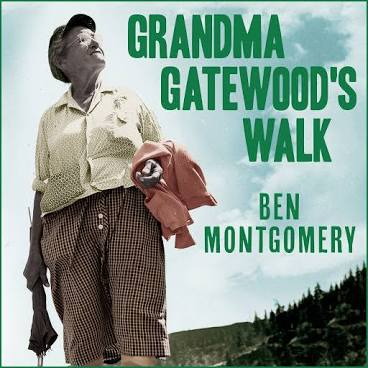 GRANDMA
GATEWOOD'S
WALK
BEN
MONTGOMERY